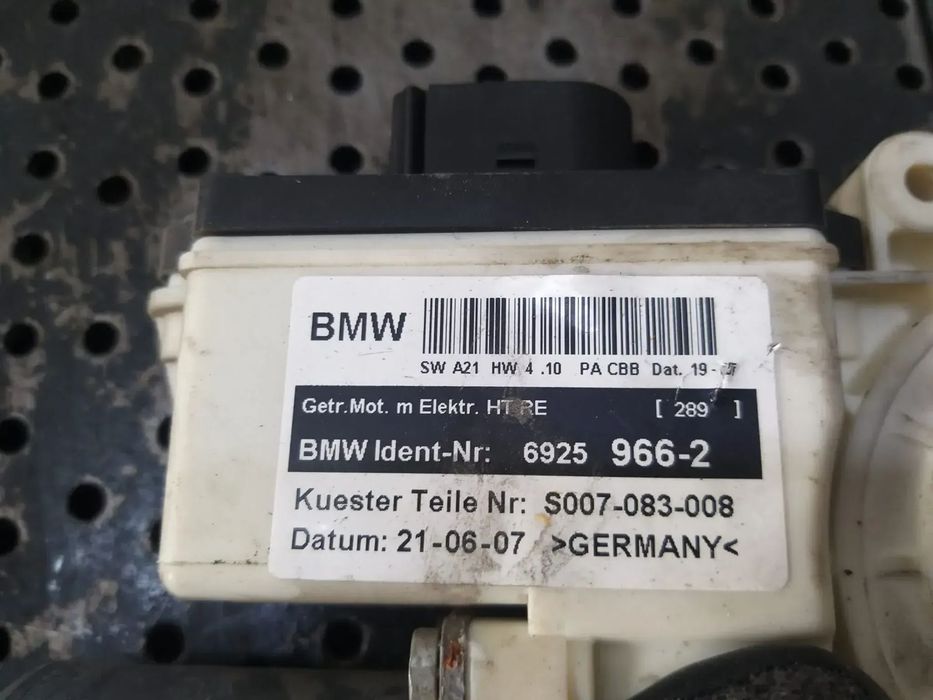 BMW
SW A21 HW 4 .10 PA CBB Dat. 19-
Getr.Mot. m Elektr. HT RE [ 289 ]
BMW Ident-Nr: 6925 966-2
Kuester Teile Nr: S007-083-008
Datum: 21-06-07 >GERMANY<